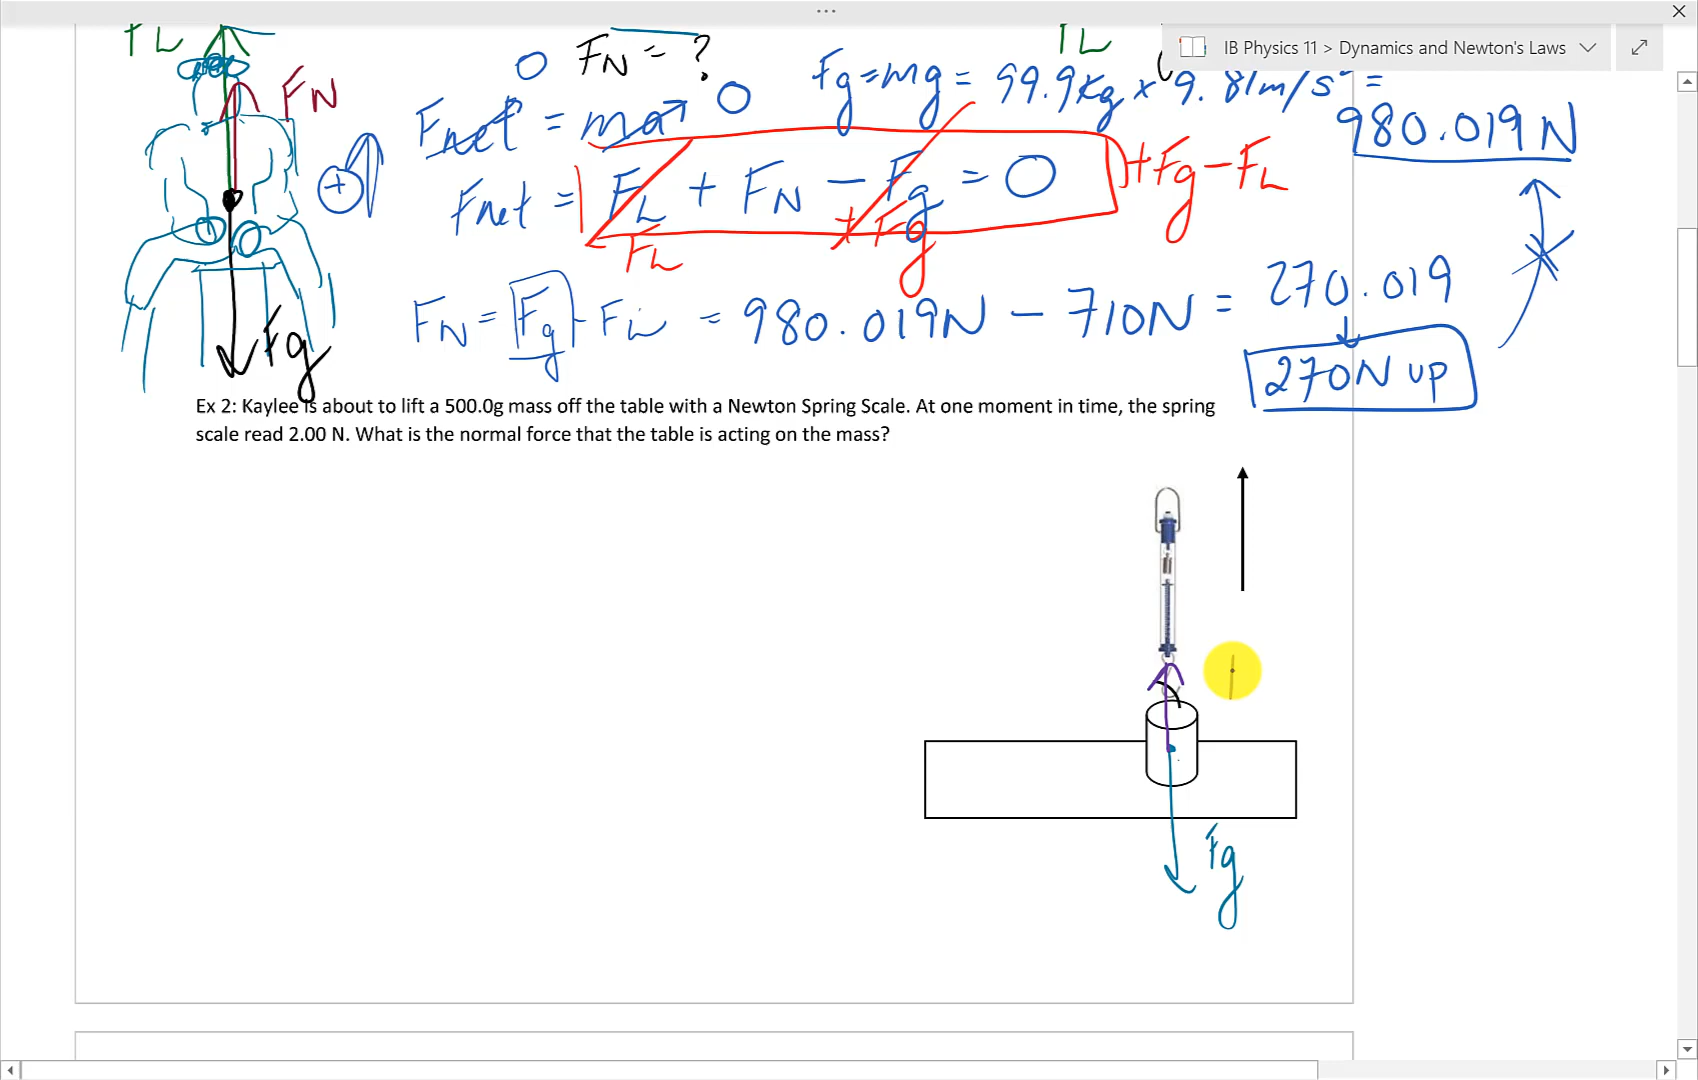 IB Physics 11 > Dynamics and Newton's Laws
FL
FN
0 FN = ?
FL
Fg = mg = 99.9kg x 9.81m/s² =
980.019N
Fnet = ma 0
+
Fnet = FL + FN - Fg = 0 + Fg - FL
- FL + Fg
FN = Fg - FL = 980.019N - 710N = 270.019
270N up
Fg
Ex 2: Kaylee is about to lift a 500.0g mass off the table with a Newton Spring Scale. At one moment in time, the spring
scale read 2.00 N. What is the normal force that the table is acting on the mass?
Fg